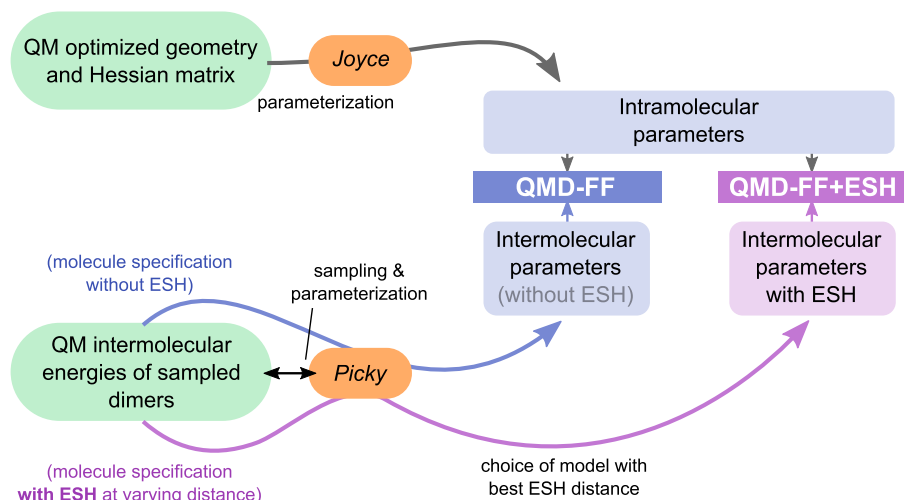 QM optimized geometry
and Hessian matrix
Joyce
parameterization
Intramolecular
parameters
QMD-FF
QMD-FF+ESH
Intermolecular
parameters
(without ESH)
Intermolecular
parameters
with ESH
(molecule specification
without ESH)
sampling &
parameterization
QM intermolecular
energies of sampled
dimers
Picky
(molecule specification
with ESH at varying distance)
choice of model with
best ESH distance